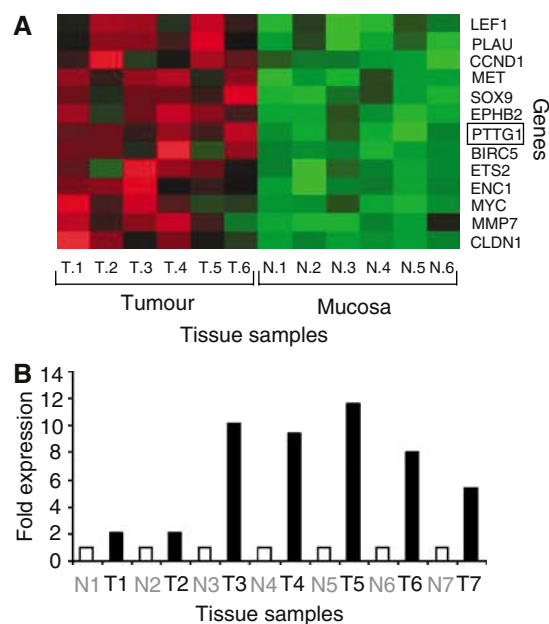 A
LEF1
PLAU
CCND1
MET
SOX9
EPHB2
PTTG1
BIRC5
ETS2
ENC1
MYC
MMP7
CLDN1
Genes
T.1 T.2 T.3 T.4 T.5 T.6 N.1 N.2 N.3 N.4 N.5 N.6
Tumour Mucosa
Tissue samples
B
Fold expression
14
12
10
8
6
4
2
0
N1 T1 N2 T2 N3 T3 N4 T4 N5 T5 N6 T6 N7 T7
Tissue samples